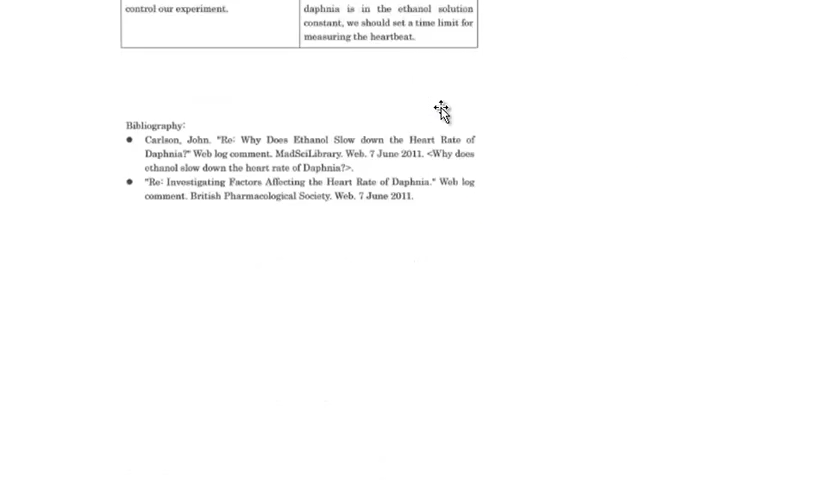 control our experiment.
daphnia is in the ethanol solution
constant, we should set a time limit for
measuring the heartbeat.
Bibliography:
● Carlson, John. "Re: Why Does Ethanol Slow down the Heart Rate of
Daphnia?" Web log comment. MadSciLibrary. Web. 7 June 2011. <Why does
ethanol slow down the heart rate of Daphnia?>.
● "Re: Investigating Factors Affecting the Heart Rate of Daphnia." Web log
comment. British Pharmacological Society. Web. 7 June 2011.